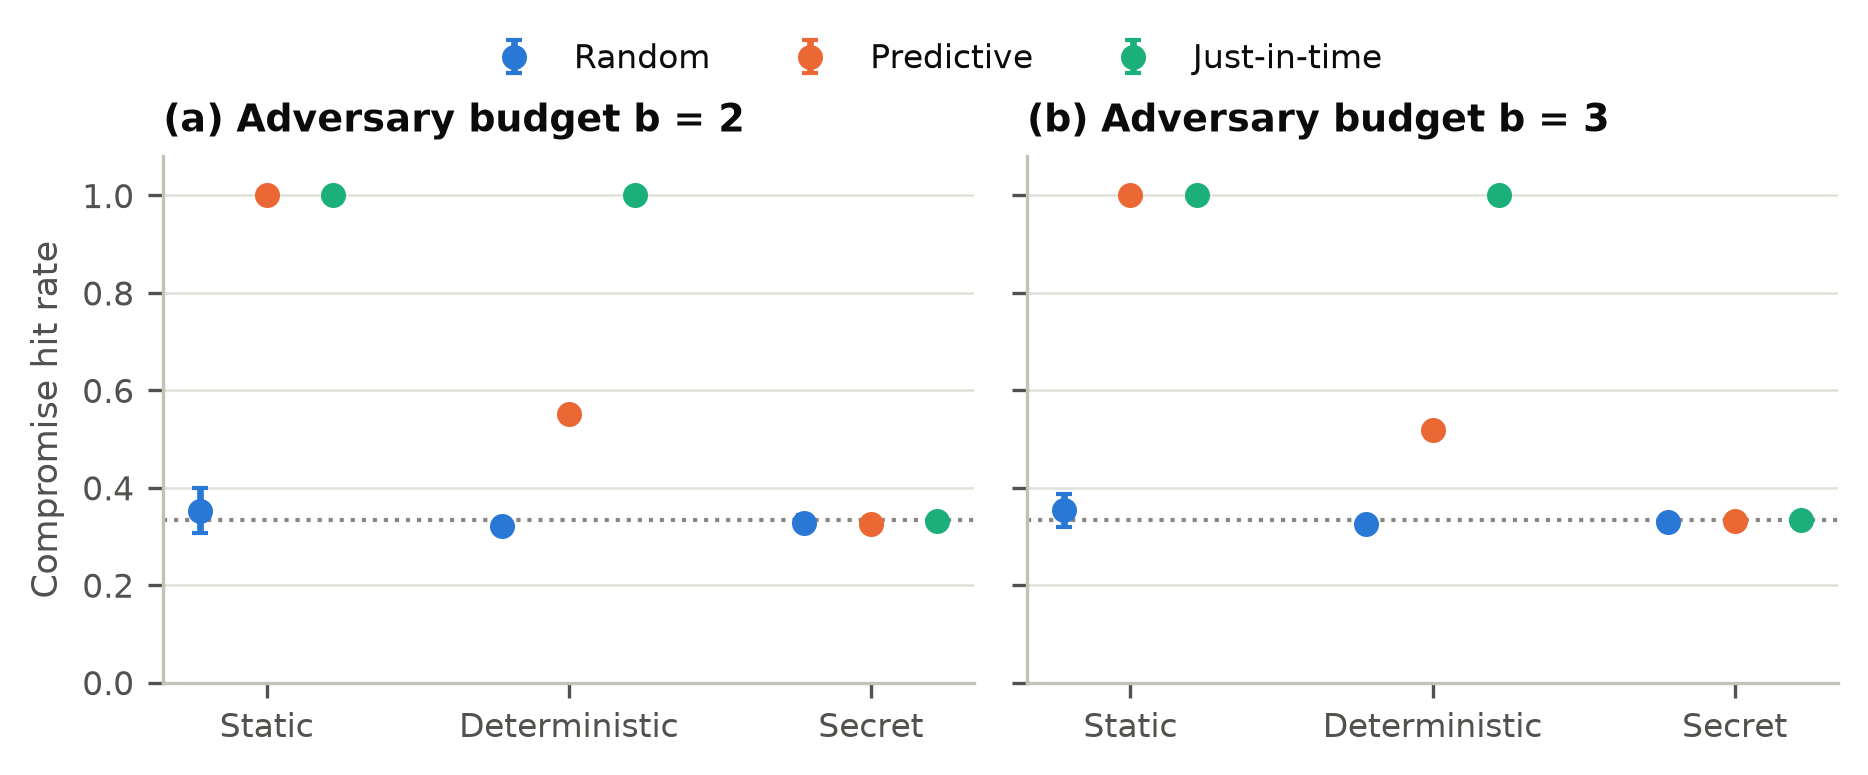 Random Predictive Just-in-time
(a) Adversary budget b = 2
(b) Adversary budget b = 3
Compromise hit rate
1.0
0.8
0.6
0.4
0.2
0.0
Static Deterministic Secret
Static Deterministic Secret